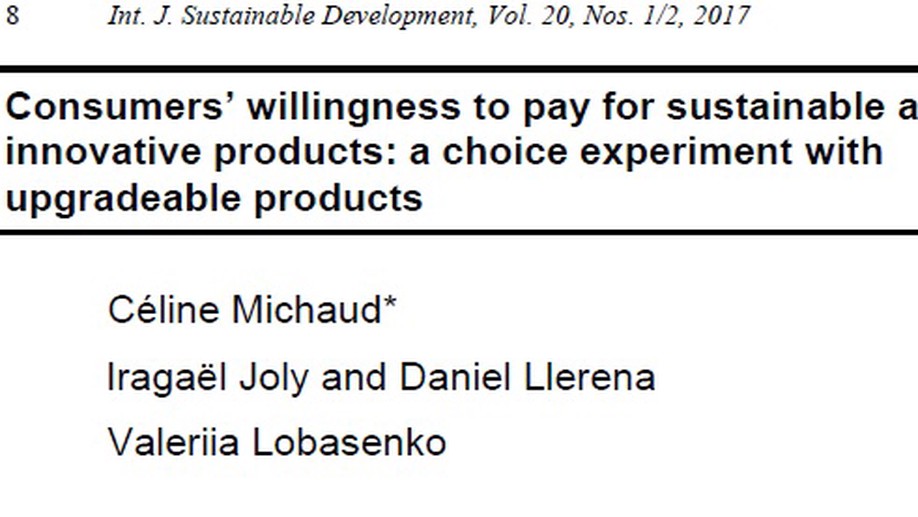 8 Int. J. Sustainable Development, Vol. 20, Nos. 1/2, 2017
Consumers’ willingness to pay for sustainable
innovative products: a choice experiment with
upgradeable products
Céline Michaud*
Iragaël Joly and Daniel Llerena
Valeriia Lobasenko